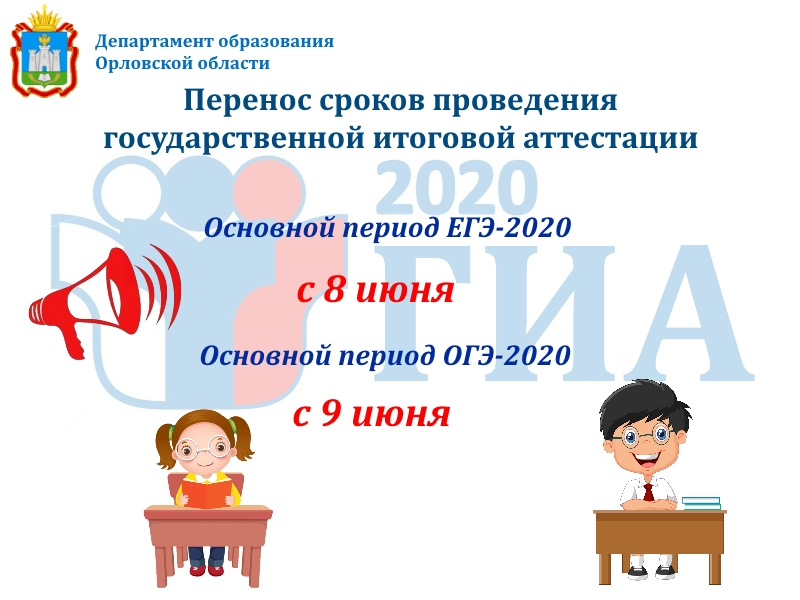 Департамент образования
Орловской области
Перенос сроков проведения
государственной итоговой аттестации
2020
Основной период ЕГЭ-2020
ГИА
с 8 июня
Основной период ОГЭ-2020
с 9 июня